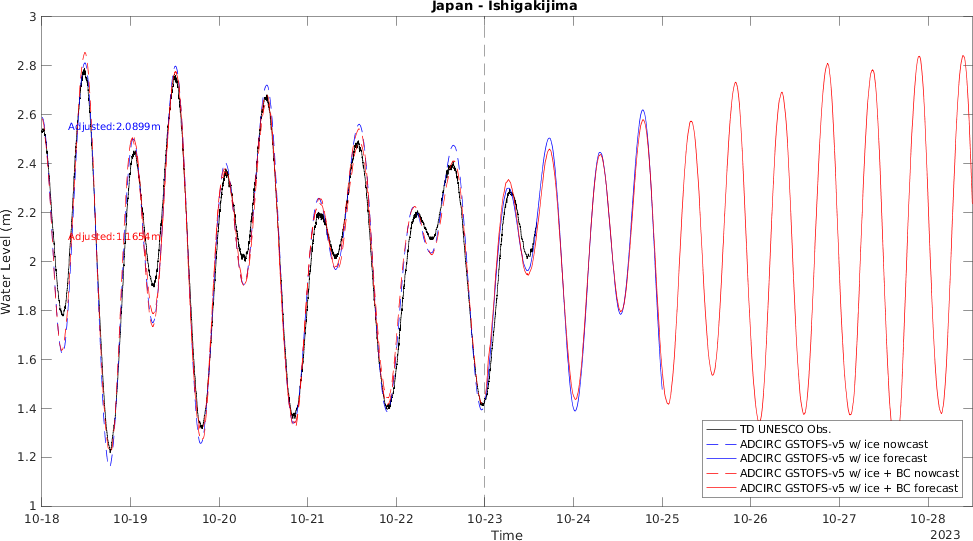 Japan - Ishigakijima
3
2.8
2.6
2.4
2.2
2
1.8
1.6
1.4
1.2
1
Water Level (m)
Adjusted:2.0899m
Adjusted:1.1654m
TD UNESCO Obs.
ADCIRC GSTOFS-v5 w/ ice nowcast
ADCIRC GSTOFS-v5 w/ ice forecast
ADCIRC GSTOFS-v5 w/ ice + BC nowcast
ADCIRC GSTOFS-v5 w/ ice + BC forecast
10-18 10-19 10-20 10-21 10-22 10-23 10-24 10-25 10-26 10-27 10-28
2023
Time